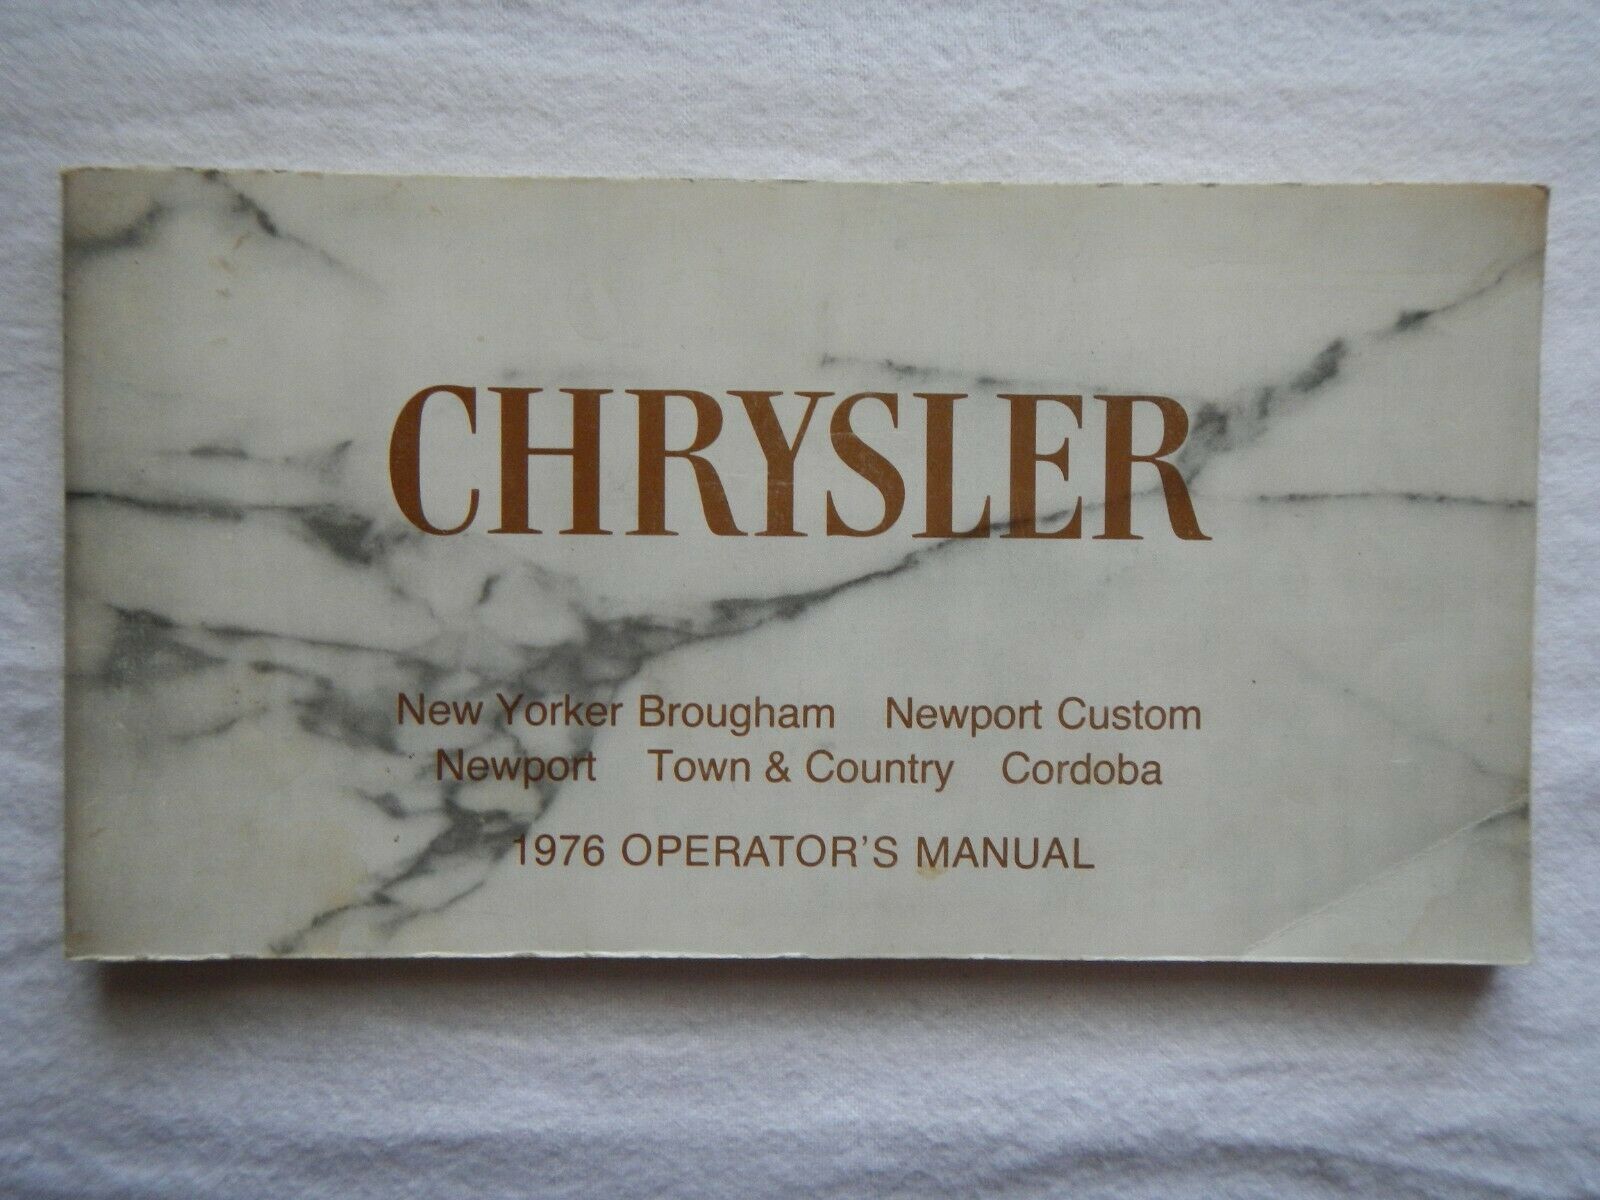 CHRYSLER
New Yorker Brougham Newport Custom
Newport Town & Country Cordoba
1976 OPERATOR'S MANUAL